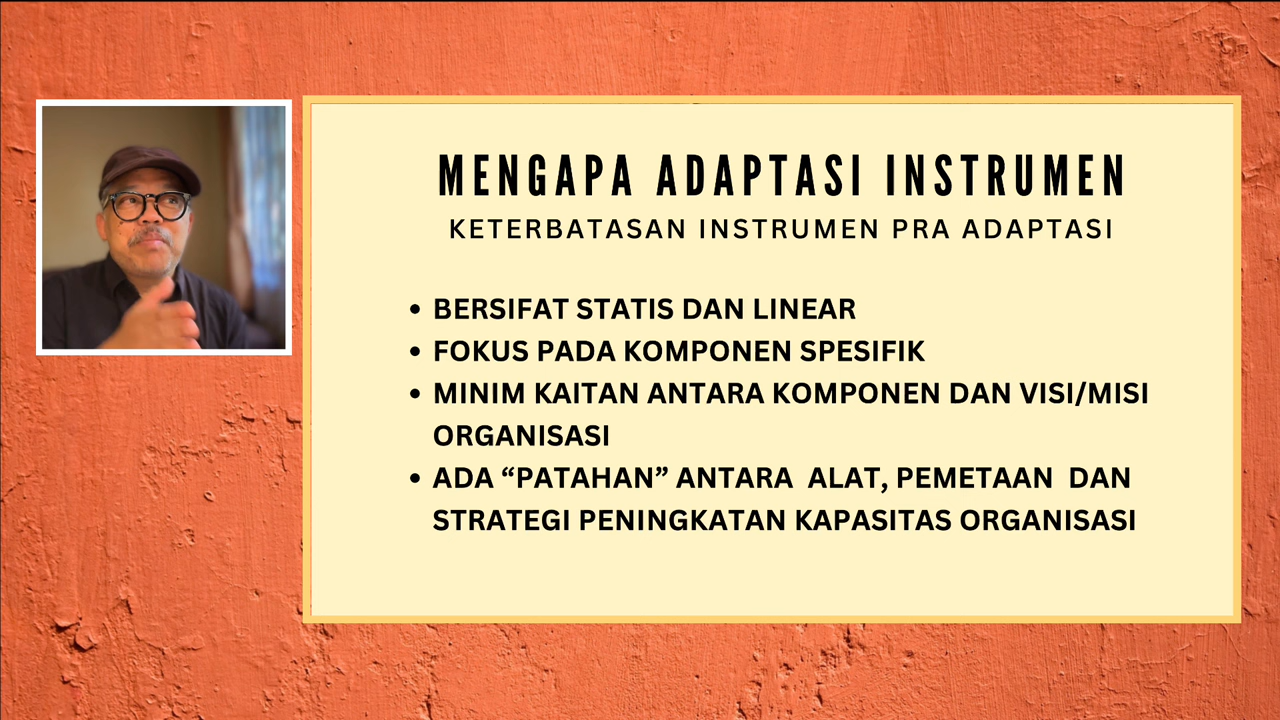 MENGAPA ADAPTASI INSTRUMEN
KETERBATASAN INSTRUMEN PRA ADAPTASI
• BERSIFAT STATIS DAN LINEAR
• FOKUS PADA KOMPONEN SPESIFIK
• MINIM KAITAN ANTARA KOMPONEN DAN VISI/MISI
ORGANISASI
• ADA “PATAHAN” ANTARA ALAT, PEMETAAN DAN
STRATEGI PENINGKATAN KAPASITAS ORGANISASI